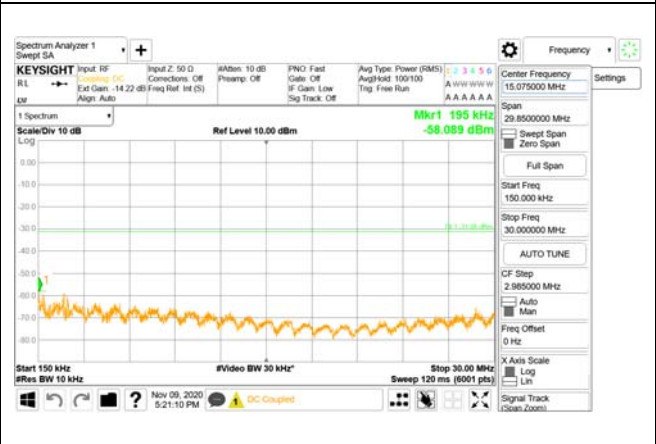 Spectrum Analyzer 1
Swept SA
Frequency
KEYSIGHT
RL
Input: RF
Coupling: DC
Ext Gain: -14.22 dB
Align: Auto
Input Z: 50 Ω
Corrections: Off
Freq Ref: Int (S)
#Atten: 10 dB
Preamp: Off
PNO: Fast
Gate: Off
IF Gain: Low
Sig Track: Off
Avg Type: Power (RMS)
Avg|Hold: 100/100
Trig: Free Run
1 2 3 4 5 6
A W W W W W
A A A A A A
1 Spectrum
Scale/Div 10 dB
Log
Ref Level 10.00 dBm
Mkr1 195 kHz
-58.089 dBm
0.00
-10.0
-20.0
-30.0
-40.0
-50.0
-60.0
-70.0
-80.0
1
Start 150 kHz
#Res BW 10 kHz
#Video BW 30 kHz*
Stop 30.00 MHz
Sweep 120 ms (6001 pts)
Nov 09, 2020
5:21:10 PM
DC Coupled
Center Frequency
15.075000 MHz
Settings
Span
29.8500000 MHz
Swept Span
Zero Span
Full Span
Start Freq
150.000 kHz
Stop Freq
30.000000 MHz
AUTO TUNE
CF Step
2.985000 MHz
Auto
Man
Freq Offset
0 Hz
X Axis Scale
Log
Lin
Signal Track
(Span Zoom)